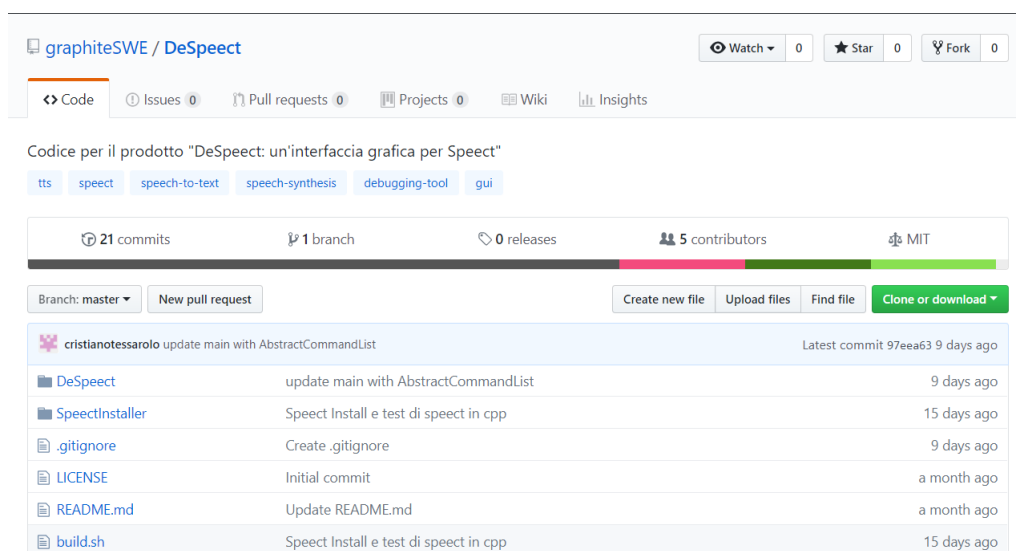 graphiteSWE / DeSpeect
Watch 0 Star 0 Fork 0
Code Issues 0 Pull requests 0 Projects 0 Wiki Insights
Codice per il prodotto "DeSpeect: un'interfaccia grafica per Speect"
tts speect speech-to-text speech-synthesis debugging-tool gui
21 commits 1 branch 0 releases 5 contributors MIT
Branch: master New pull request Create new file Upload files Find file Clone or download
cristianotessarolo update main with AbstractCommandList Latest commit 97eea63 9 days ago
DeSpeect update main with AbstractCommandList 9 days ago
SpeectInstaller Speect Install e test di speect in cpp 15 days ago
.gitignore Create .gitignore 9 days ago
LICENSE Initial commit a month ago
README.md Update README.md a month ago
build.sh Speect Install e test di speect in cpp 15 days ago